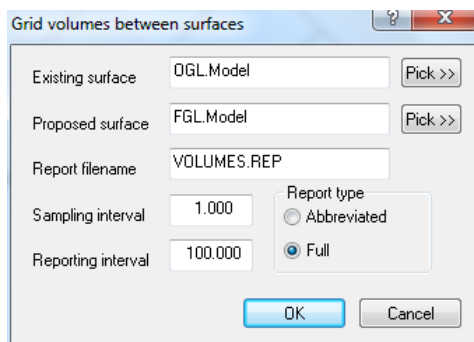 Grid volumes between surfaces
?
X
Existing surface OGL.Model Pick >>
Proposed surface FGL.Model Pick >>
Report filename VOLUMES.REP
Sampling interval 1.000
Reporting interval 100.000
Report type
Abbreviated
Full
OK Cancel